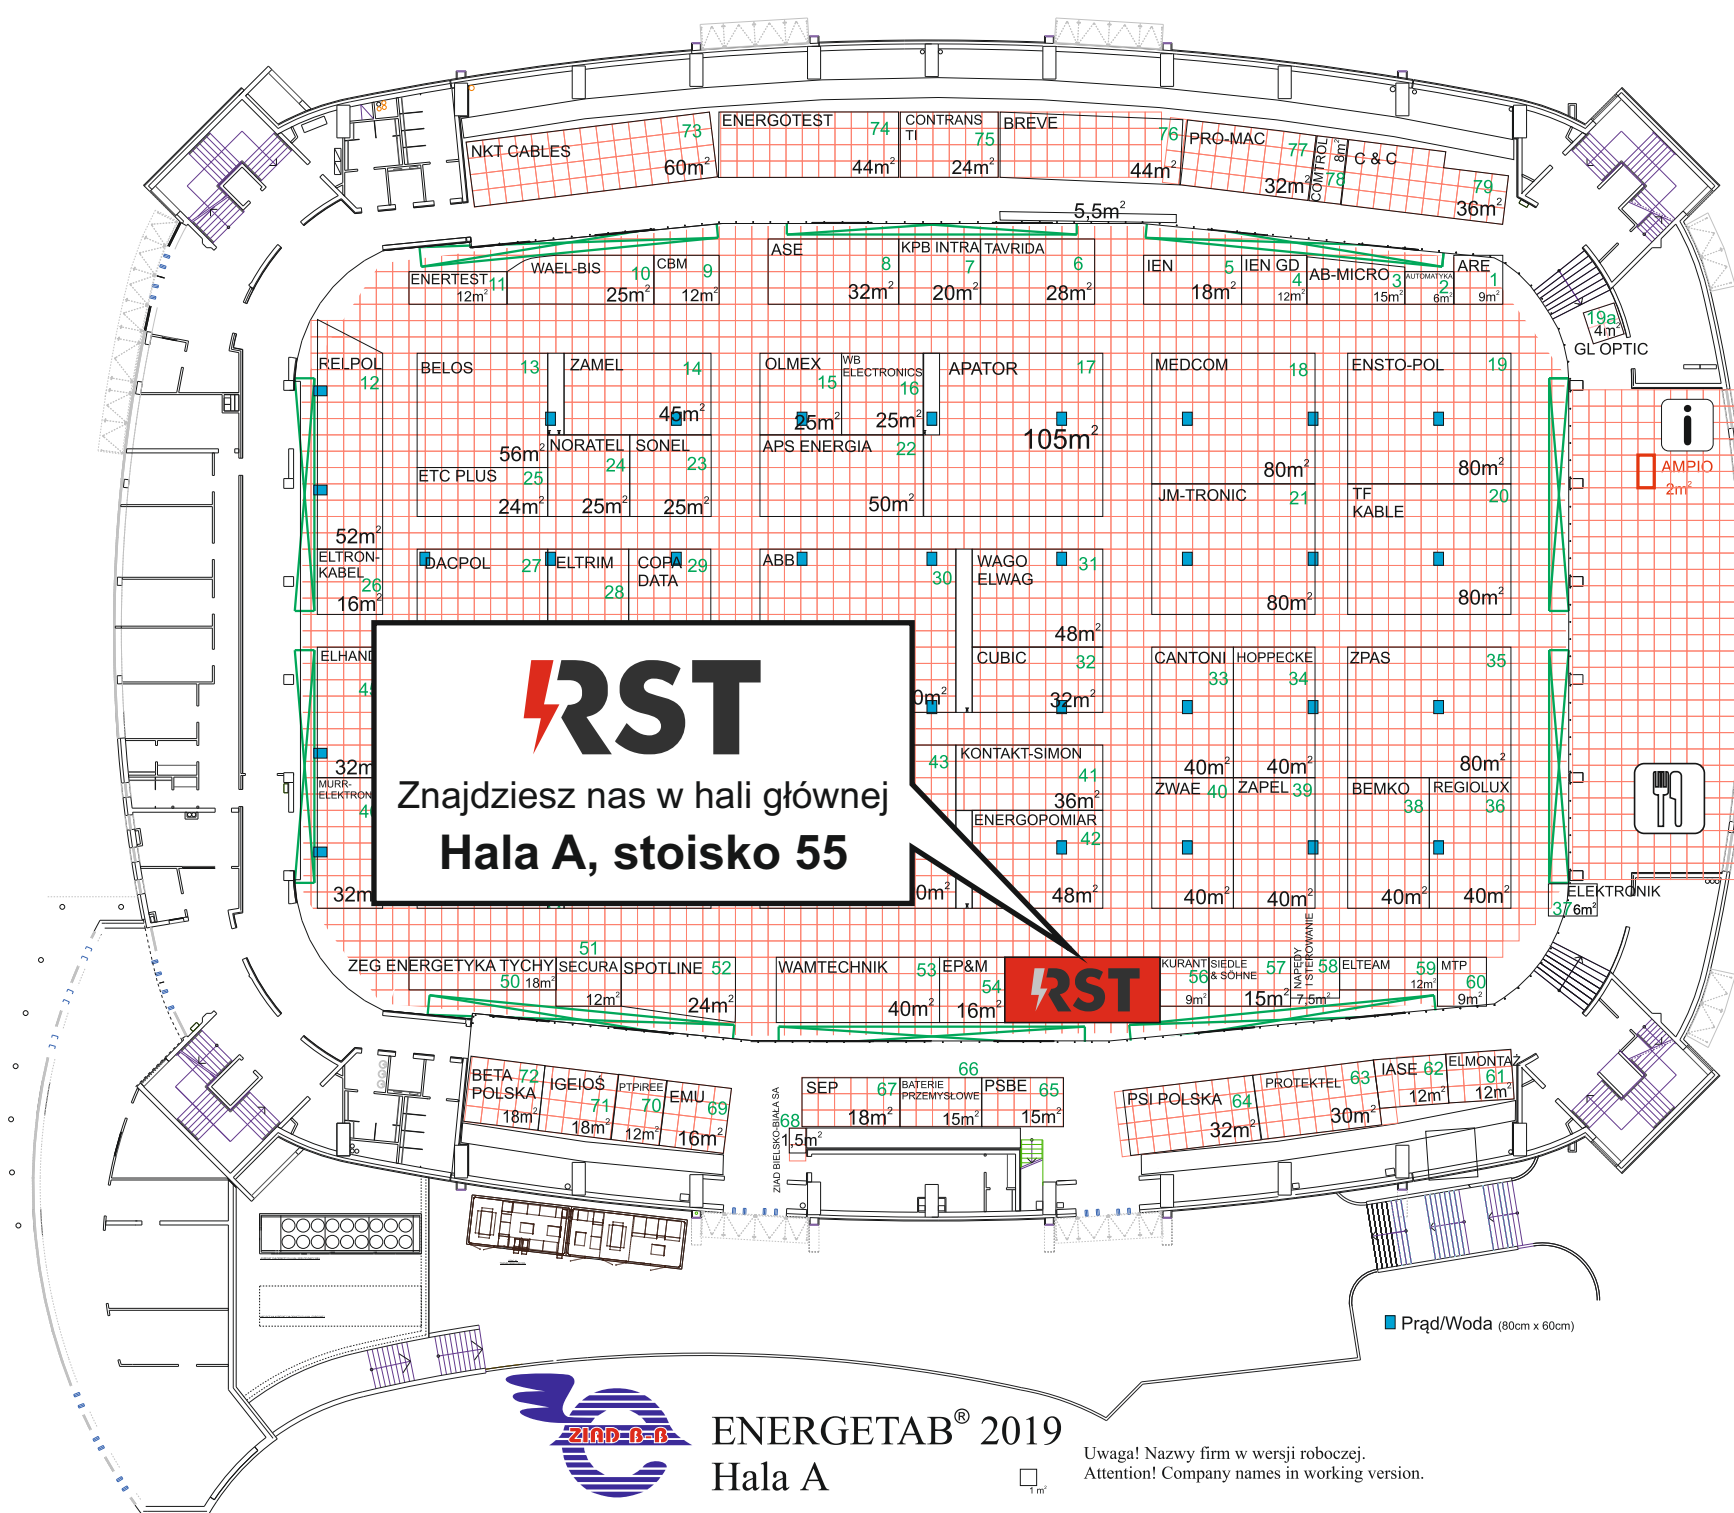 NKT CABLES
73
60m²
ENERGOTEST
74
44m²
CONTRANS
TI
75
24m²
BREVE
76
44m²
PRO-MAC
77
32m²
COMTROL
8m²
78
C & C
79
36m²
5,5m²
ENERTEST
11
12m²
WAEL-BIS
10
25m²
CBM
9
12m²
ASE
8
32m²
KPB INTRA
7
20m²
TAVRIDA
6
28m²
IEN
5
18m²
IEN GD
4
12m²
AB-MICRO
3
15m²
AUTOMATYKA
2
6m²
ARE
1
9m²
19a
4m²
GL OPTIC
RELPOL
12
52m²
BELOS
13
56m²
ZAMEL
14
45m²
OLMEX
15
25m²
WB
ELECTRONICS
16
25m²
APATOR
17
105m²
MEDCOM
18
80m²
ENSTO-POL
19
80m²
AMPIO
2m²
ETC PLUS
25
24m²
NORATEL
24
25m²
SONEL
23
25m²
APS ENERGIA
22
50m²
JM-TRONIC
21
80m²
TF
KABLE
20
80m²
ELTRON-
KABEL
26
16m²
DACPOL
27
ELTRIM
28
COPA
DATA
29
ABB
30
0m²
WAGO
ELWAG
31
48m²
CUBIC
32
32m²
CANTONI
33
40m²
HOPPECKE
34
40m²
ZPAS
35
80m²
ELHAND
32m
MURR-
ELEKTRON
32m
RST
Znajdziesz nas w hali głównej
Hala A, stoisko 55
43
0m²
KONTAKT-SIMON
41
36m²
ENERGOPOMIAR
42
48m²
ZWAE
40
40m²
ZAPEL
39
40m²
BEMKO
38
40m²
REGIOLUX
36
40m²
ELEKTRONIK
37
6m²
ZEG ENERGETYKA TYCHY
50
18m²
51
SECURA
12m²
SPOTLINE
52
24m²
WAMTECHNIK
53
40m²
EP&M
54
16m²
RST
KURANT
56
9m²
SIEDLE
& SÖHNE
57
15m²
NAPĘDY
I STEROWANIE
58
7,5m²
ELTEAM
59
12m²
MTP
60
9m²
BETA
POLSKA
72
18m²
IGEIOŚ
71
18m²
PTPiREE
70
12m²
EMU
69
16m²
ZIAD BIELSKO-BIAŁA SA
68
1,5m²
SEP
67
18m²
66
BATERIE
PRZEMYSŁOWE
15m²
PSBE
65
15m²
PSI POLSKA
64
32m²
PROTEKTEL
63
30m²
IASE
62
12m²
ELMONTAŻ
61
12m²
Prąd/Woda (80cm x 60cm)
ZIAD B-B
ENERGETAB® 2019
Hala A
1 m²
Uwaga! Nazwy firm w wersji roboczej.
Attention! Company names in working version.